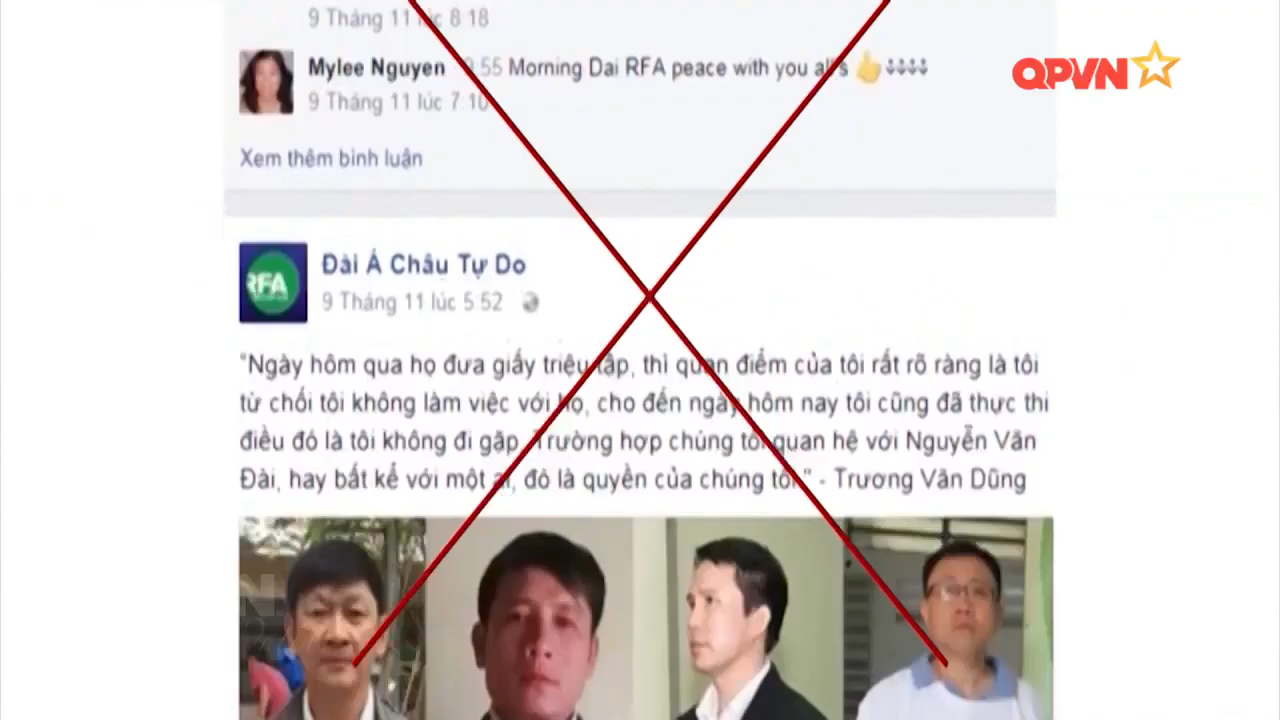 9 Tháng 11 lúc 8 18
QPVN
Mylee Nguyen 9:55 Morning Dai RFA peace with you all's
9 Tháng 11 lúc 7 10
Xem thêm bình luận
RFA
Đài Á Châu Tự Do
9 Tháng 11 lúc 5 52
"Ngày hôm qua họ đưa giấy triệu tập, thì quan điểm của tôi rất rõ ràng là tôi
từ chối tôi không làm việc với họ, cho đến ngày hôm nay tôi cũng đã thực thi
điều đó là tôi không đi gặp. Trường hợp chúng tôi quan hệ với Nguyễn Văn
Đài, hay bất kể với một ai, đó là quyền của chúng tôi." - Trương Văn Dũng